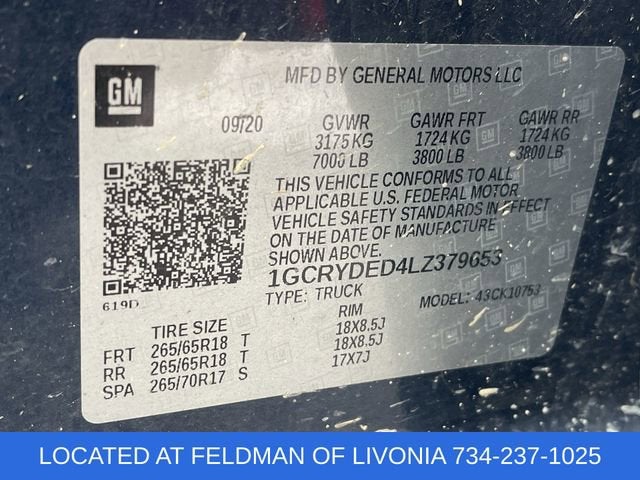 GM
MFD BY GENERAL MOTORS LLC
09/20 GVWR GAWR FRT GAWR RR
3175 KG 1724 KG 1724 KG
7000 LB 3800 LB 3800 LB
THIS VEHICLE CONFORMS TO ALL
APPLICABLE U.S. FEDERAL MOTOR
VEHICLE SAFETY STANDARDS IN EFFECT
ON THE DATE OF MANUFACTURE
SHOWN ABOVE.
1GCRYDED4LZ379653
TYPE: TRUCK MODEL: 43CK10753
619D
TIRE SIZE RIM
FRT 265/65R18 T 18X8.5J
RR 265/65R18 T 18X8.5J
SPA 265/70R17 S 17X7J
LOCATED AT FELDMAN OF LIVONIA 734-237-1025